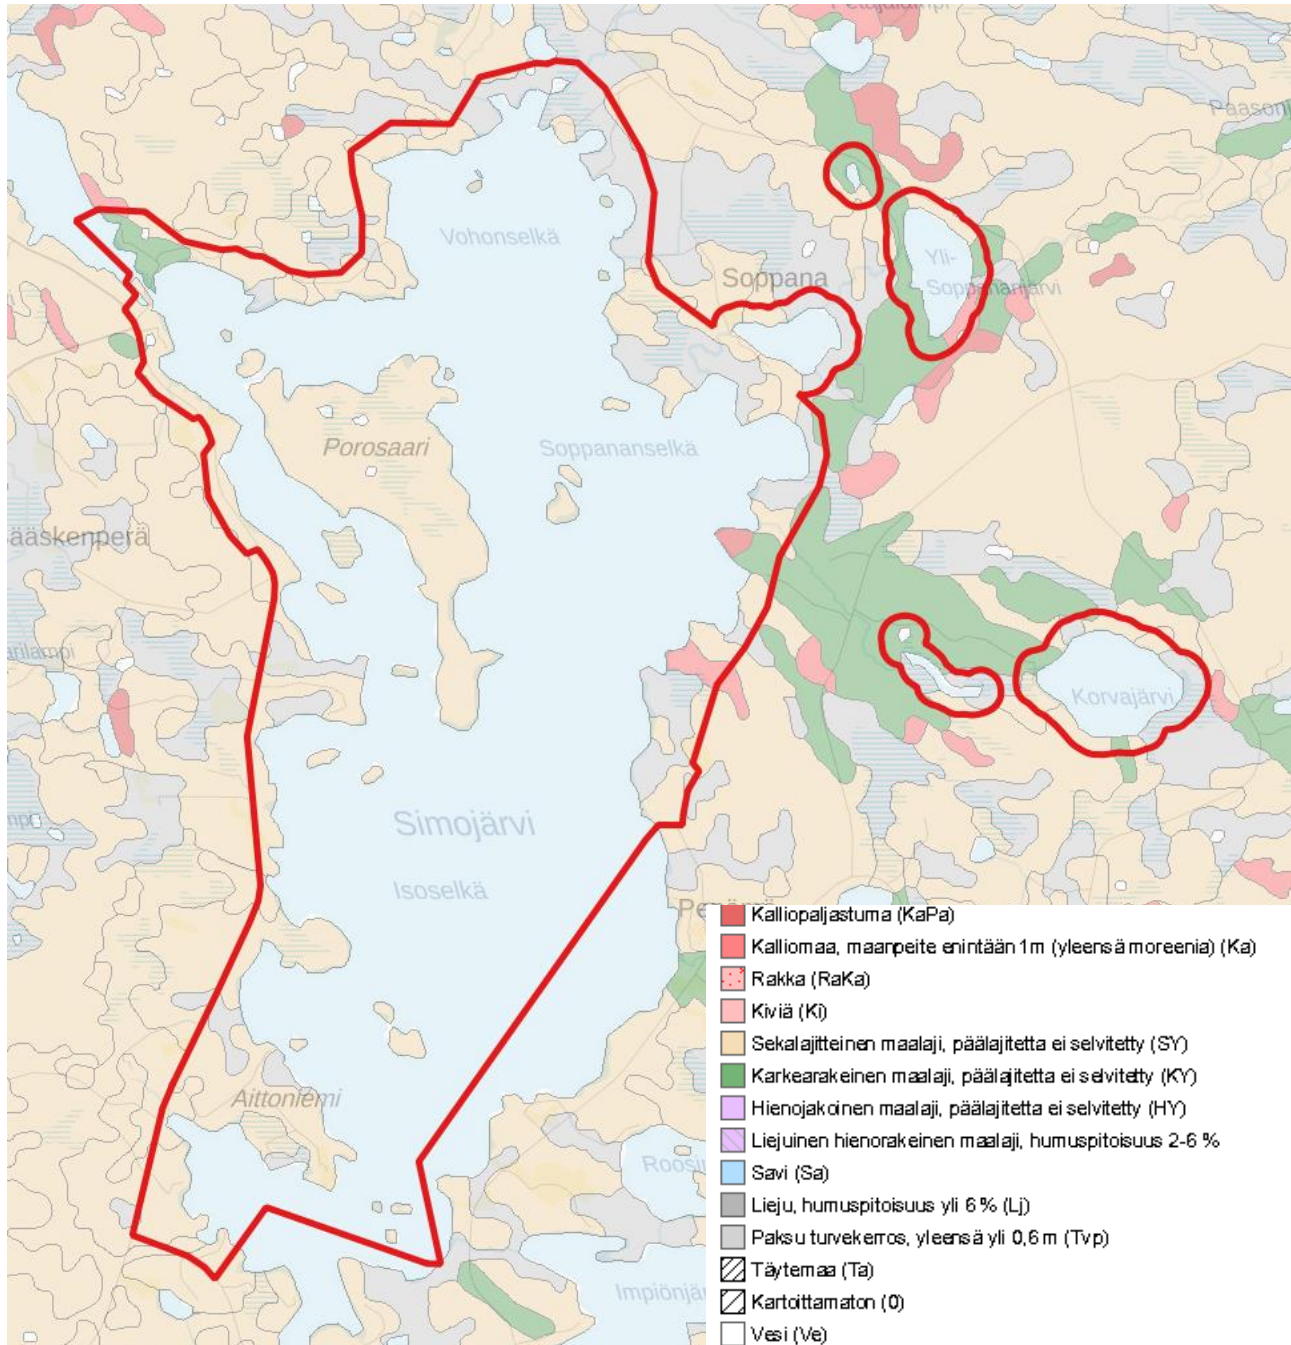 Vohonselkä
Soppana
Yli-
Soppananjärvi
Porosaari
Soppananselkä
ääskenperä
Korvajärvi
Simojärvi
Isoselkä
Aittoniemi
Kalliopaljastuma (KaPa)
Kalliomaa, maanpeite enintään 1m (yleensä moreenia) (Ka)
Rakka (RaKa)
Kiviä (Ki)
Sekalajitteinen maalaji, päälajitetta ei selvitetty (SY)
Karkearakeinen maalaji, päälajitetta ei selvitetty (KY)
Hienojakoinen maalaji, päälajitetta ei selvitetty (HY)
Liejuinen hienorakeinen maalaji, humuspitoisuus 2-6 %
Savi (Sa)
Lieju, humuspitoisuus yli 6 % (Lj)
Paksu turvekerros, yleensä yli 0,6 m (Tvp)
Täytemaa (Ta)
Kartoittamaton (0)
Vesi (Ve)